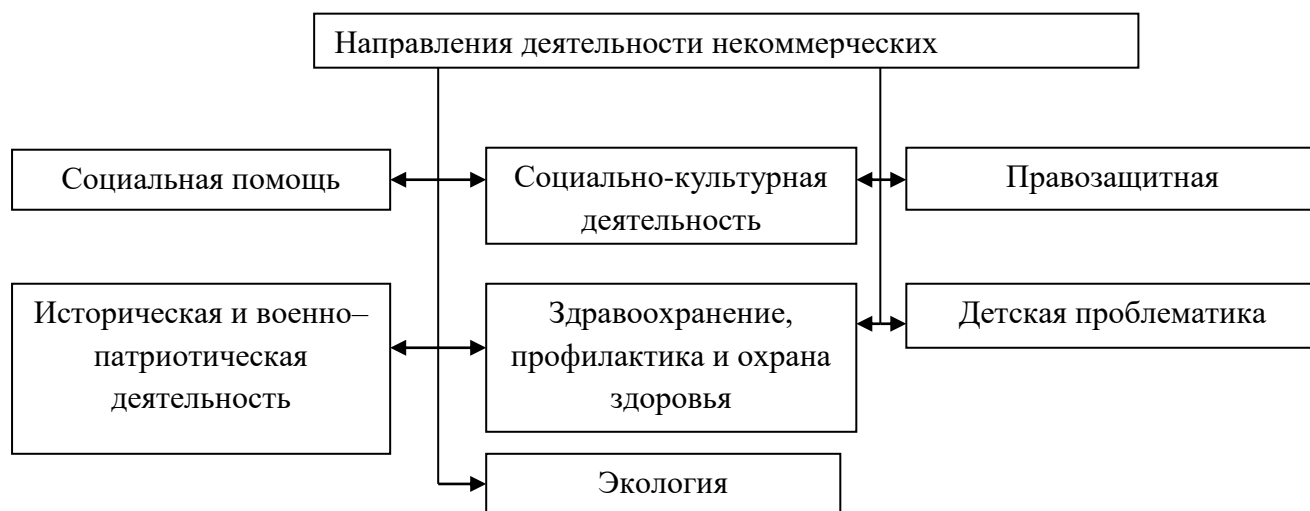 Направления деятельности некоммерческих
Социальная помощь
Социально-культурная
деятельность
Правозащитная
Историческая и военно–
патриотическая
деятельность
Здравоохранение,
профилактика и охрана
здоровья
Детская проблематика
Экология